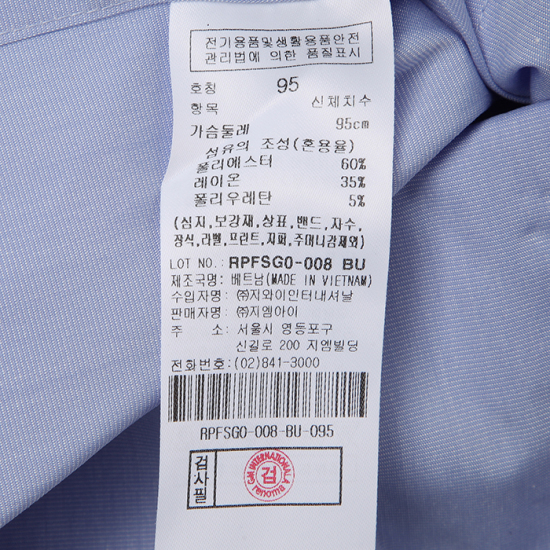 전기용품및생활용품안전
관리법에 의한 품질표시
호칭 95
항목 신체치수
가슴둘레 95cm
섬유의 조성(혼용율)
폴리에스터 60%
레이온 35%
폴리우레탄 5%
(심지,보강재,상표,밴드,자수,
장식,라벨,프린트,지퍼,주머니감제외)
LOT NO.: RPFSG0-008 BU
제조국명: 베트남(MADE IN VIETNAM)
수입자명: ㈜지와이인터내셔날
판매자명: ㈜지엠아이
주 소: 서울시 영등포구
신길로 200 지엠빌딩
전화번호:(02)841-3000
RPFSG0-008-BU-095
검사필
검
renoma